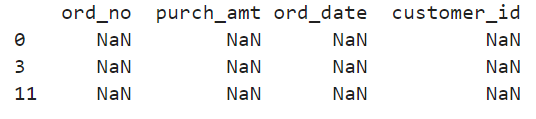 ord_no purch_amt ord_date customer_id
0 NaN NaN NaN NaN
3 NaN NaN NaN NaN
11 NaN NaN NaN NaN